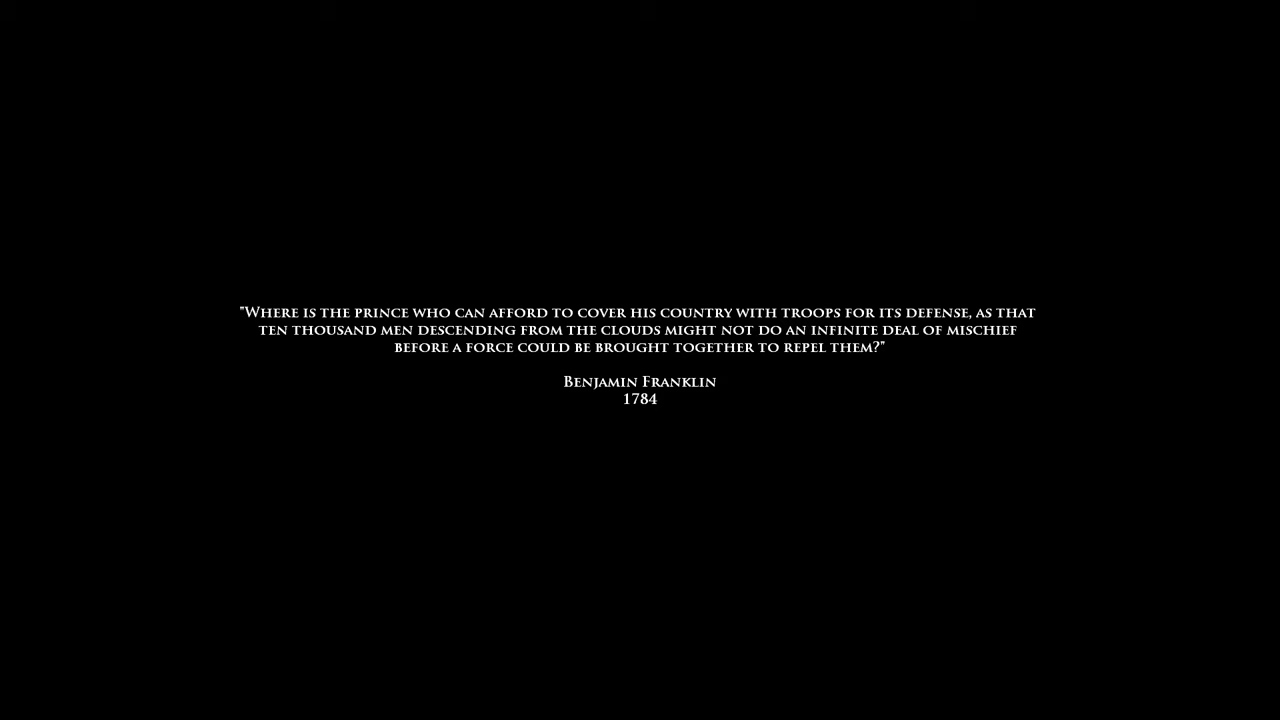 "Where is the prince who can afford to cover his country with troops for its defense, as that
ten thousand men descending from the clouds might not do an infinite deal of mischief
before a force could be brought together to repel them?"
Benjamin Franklin
1784